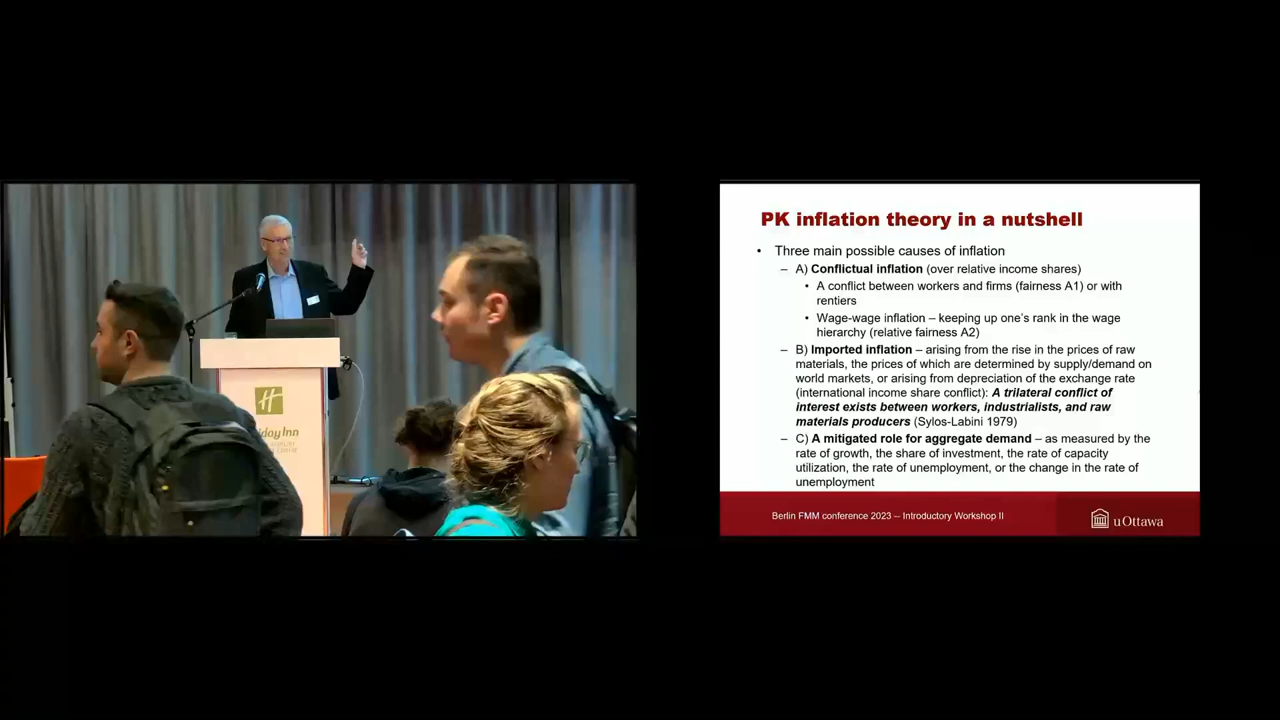 H
iday Inn
PK inflation theory in a nutshell
• Three main possible causes of inflation
– A) Conflictual inflation (over relative income shares)
• A conflict between workers and firms (fairness A1) or with
rentiers
• Wage-wage inflation – keeping up one’s rank in the wage
hierarchy (relative fairness A2)
– B) Imported inflation – arising from the rise in the prices of raw
materials, the prices of which are determined by supply/demand on
world markets, or arising from depreciation of the exchange rate
(international income share conflict): A trilateral conflict of
interest exists between workers, industrialists, and raw
materials producers (Sylos-Labini 1979)
– C) A mitigated role for aggregate demand – as measured by the
rate of growth, the share of investment, the rate of capacity
utilization, the rate of unemployment, or the change in the rate of
unemployment
Berlin FMM conference 2023 -- Introductory Workshop II
uOttawa